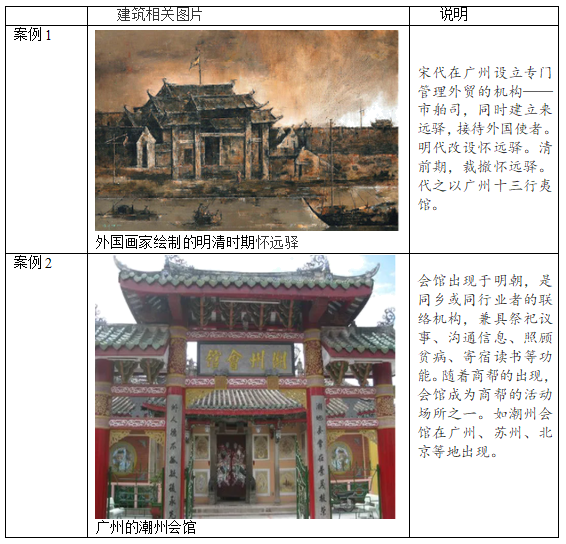 建筑相关图片
说明
案例1
外国画家绘制的明清时期怀远驿
宋代在广州设立专门
管理外贸的机构——
市舶司，同时建立来
远驿，接待外国使者。
明代改设怀远驿。清
前期，裁撤怀远驿。
代之以广州十三行夷
馆。
案例2
潮州會館
广州的潮州会馆
会馆出现于明朝，是
同乡或同行业者的联
络机构，兼具祭祀议
事、沟通信息、照顾
贫病、寄宿读书等功
能。随着商帮的出现，
会馆成为商帮的活动
场所之一。如潮州会
馆在广州、苏州、北
京等地出现。